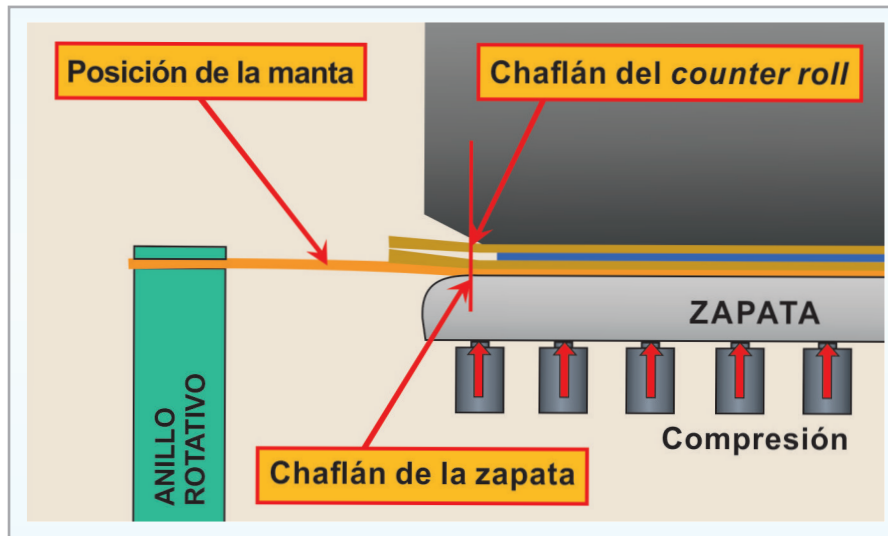 Posición de la manta
Chaflán del counter roll
ZAPATA
ANILLO
ROTATIVO
Compresión
Chaflán de la zapata